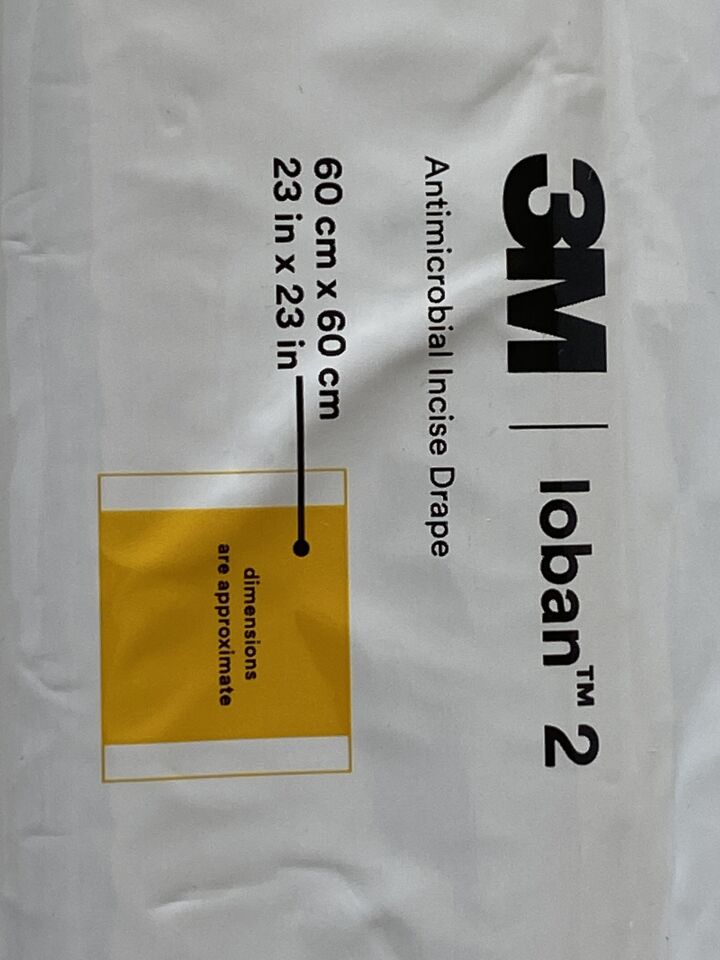 3M | Ioban™ 2
Antimicrobial Incise Drape
60 cm x 60 cm
23 in x 23 in
dimensions
are approximate